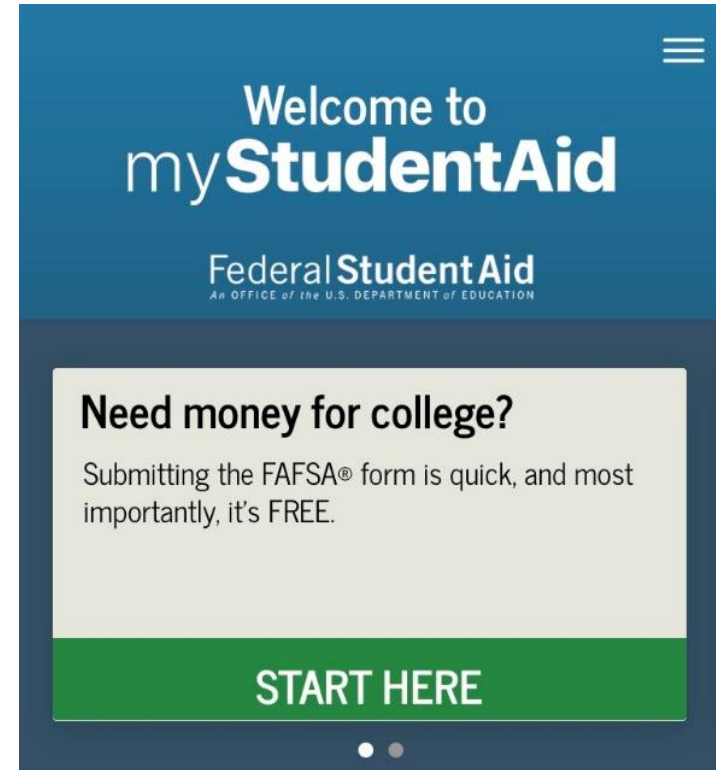 Welcome to
myStudentAid
Federal Student Aid
An OFFICE of the U.S. DEPARTMENT of EDUCATION
Need money for college?
Submitting the FAFSA® form is quick, and most
importantly, it's FREE.
START HERE